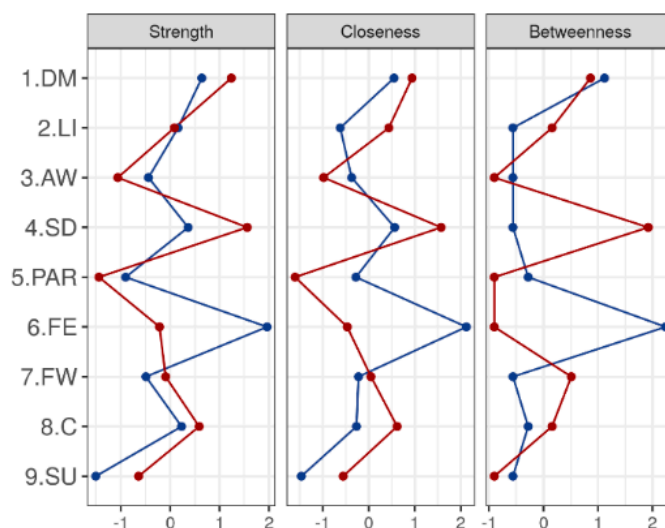 Strength Closeness Betweenness
1.DM
2.LI
3.AW
4.SD
5.PAR
6.FE
7.FW
8.C
9.SU
-1 0 1 2 -1 0 1 2 -1 0 1 2